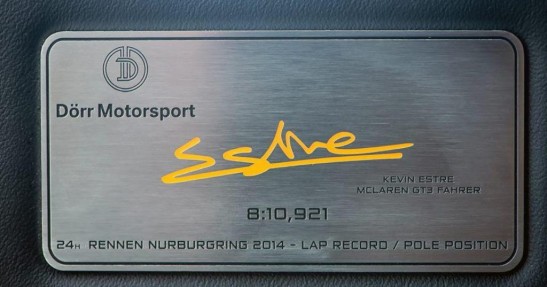 D
Dörr Motorsport
Estre
KEVIN ESTRE
MCLAREN GT3 FAHRER
8:10,921
24H RENNEN NURBURGRING 2014 - LAP RECORD / POLE POSITION